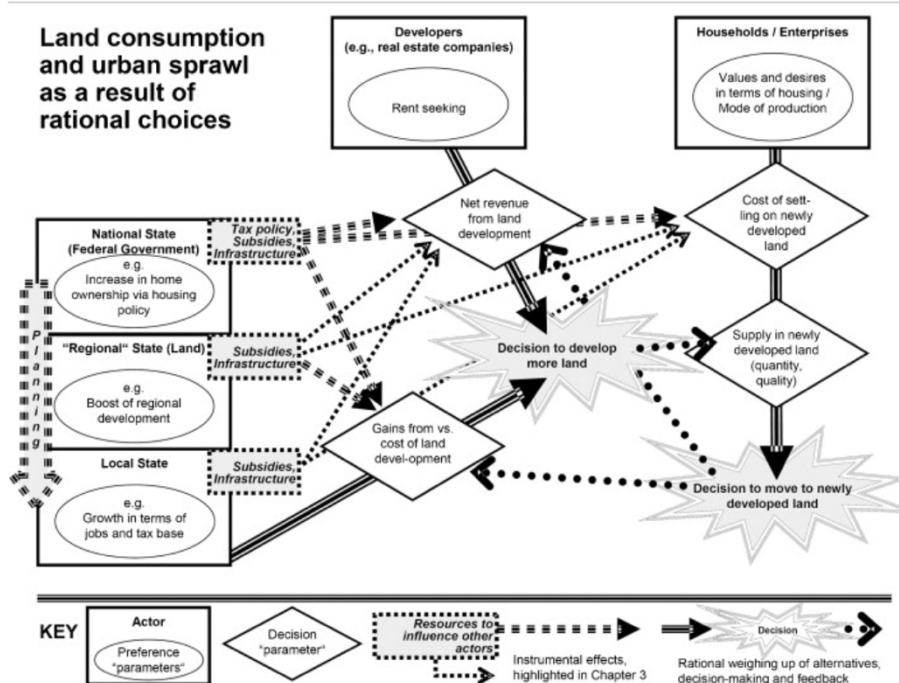 Land consumption
and urban sprawl
as a result of
rational choices
Developers
(e.g., real estate companies)
Rent seeking
Households / Enterprises
Values and desires
in terms of housing /
Mode of production
Net revenue
from land
development
Cost of sett-
ling on newly
developed
land
National State
(Federal Government)
e.g.
Increase in home
ownership via housing
policy
Tax policy,
Subsidies,
Infrastructure
Planning
"Regional" State (Land)
e.g.
Boost of regional
development
Subsidies,
Infrastructure
Decision to develop
more land
Supply in newly
developed land
(quantity,
quality)
Gains from vs.
cost of land
devel-opment
Local State
e.g.
Growth in terms of
jobs and tax base
Subsidies,
Infrastructure
Decision to move to newly
developed land
KEY
Actor
Preference
"parameters"
Decision
"parameter"
Resources to
influence other
actors
Instrumental effects,
highlighted in Chapter 3
Decision
Rational weighing up of alternatives,
decision-making and feedback